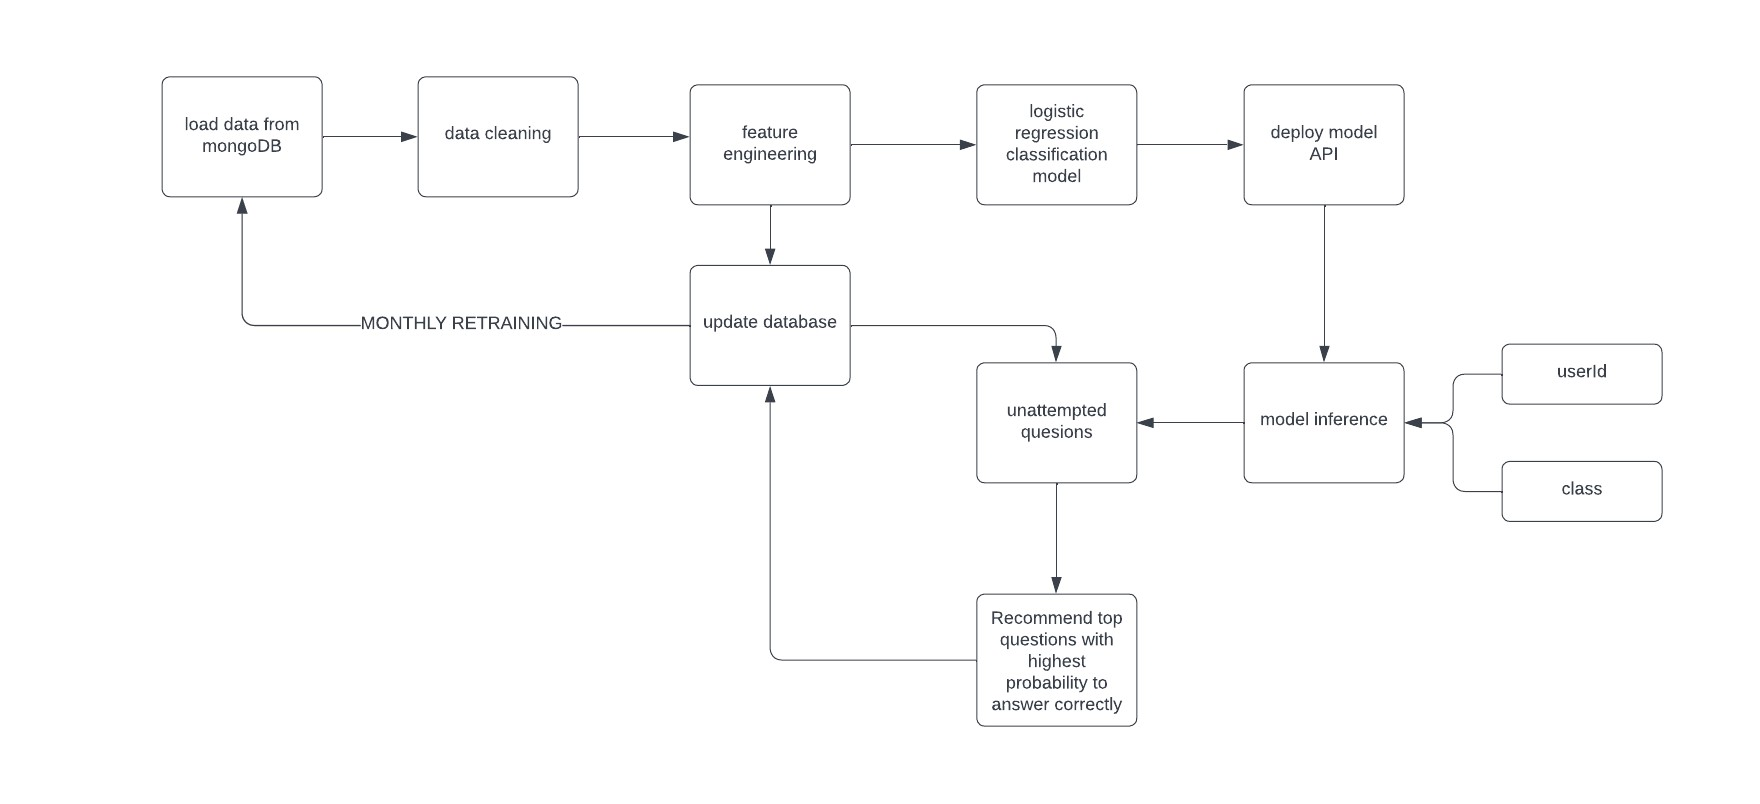 load data from
mongoDB
data cleaning
feature
engineering
logistic
regression
classification
model
deploy model
API
update database
MONTHLY RETRAINING
unattempted
quesions
model inference
userId
class
Recommend top
questions with
highest
probability to
answer correctly